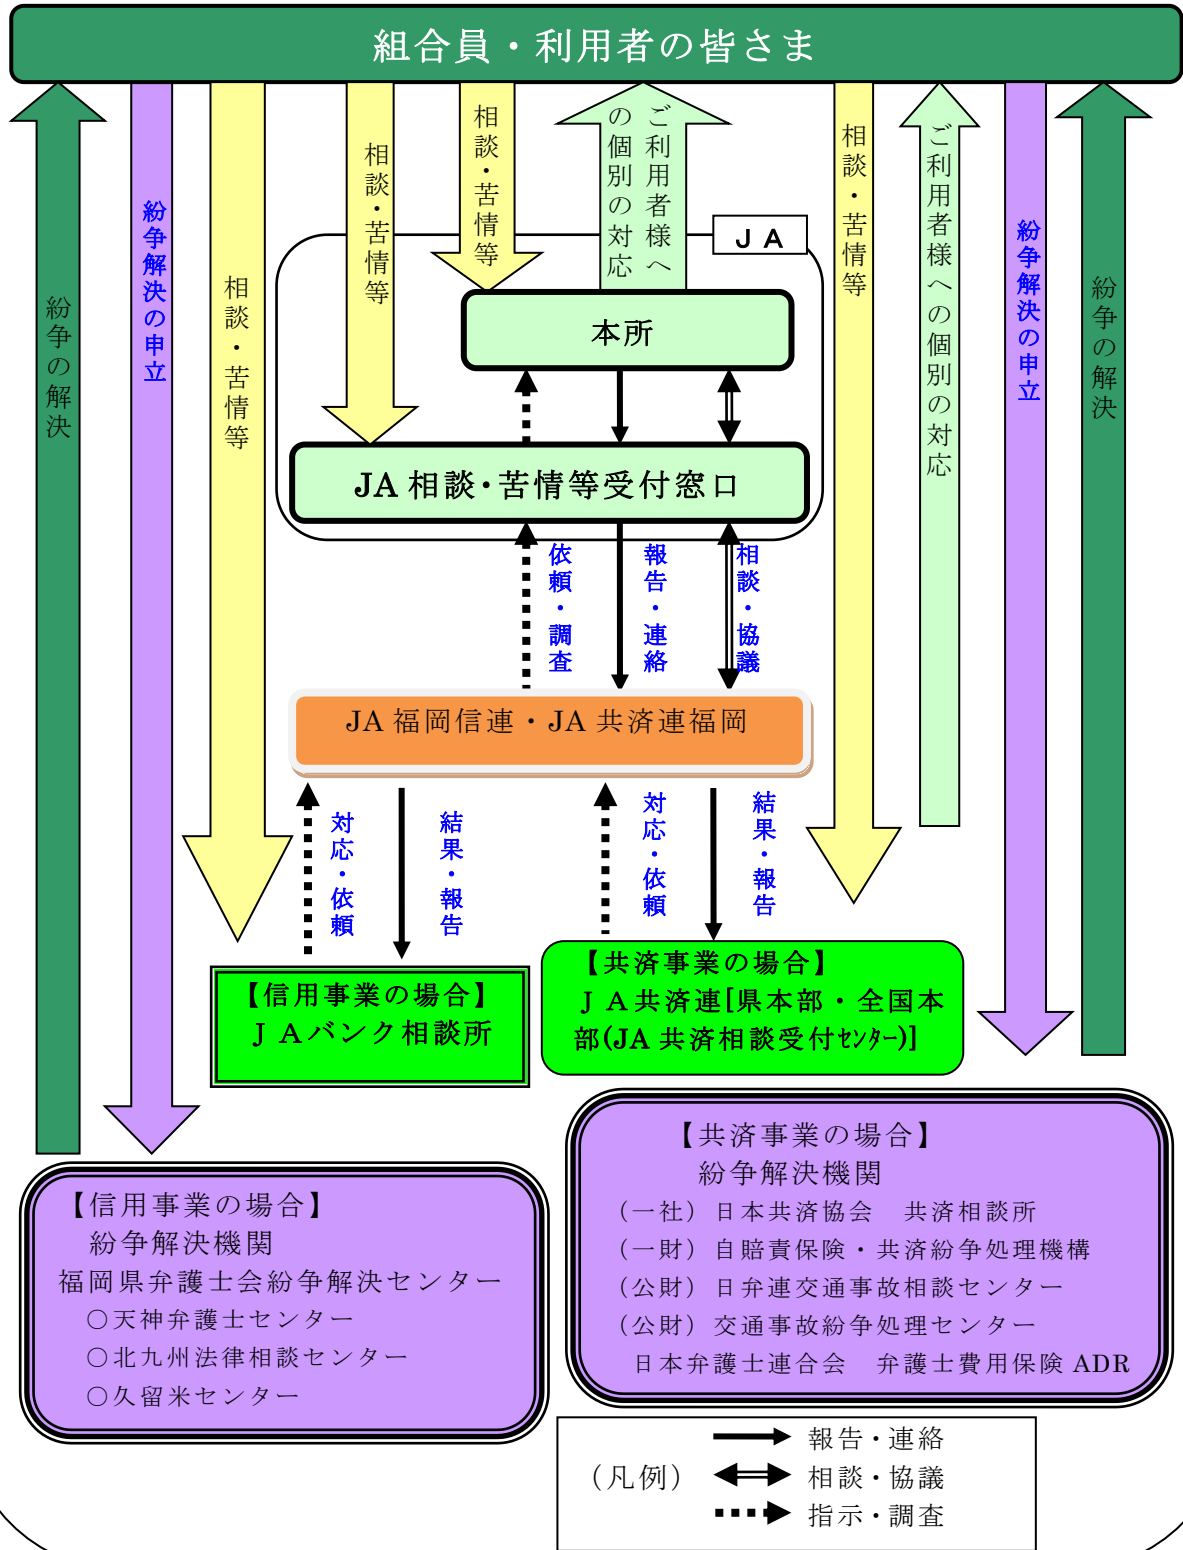 組合員・利用者の皆さま
紛争の解決
紛争解決の申立
相談・苦情等
相談・苦情等
相談・苦情等
ご利用者様へ
の個別の対応
JA
相談・苦情等
ご利用者様への個別の対応
紛争解決の申立
紛争の解決
本所
JA 相談・苦情等受付窓口
依頼・調査
報告・連絡
相談・協議
JA 福岡信連・JA 共済連福岡
対応・依頼
結果・報告
対応・依頼
結果・報告
【信用事業の場合】
JAバンク相談所
【共済事業の場合】
JA共済連[県本部・全国本
部(JA 共済相談受付ｾﾝﾀｰ)]
【信用事業の場合】
紛争解決機関
福岡県弁護士会紛争解決センター
○天神弁護士センター
○北九州法律相談センター
○久留米センター
【共済事業の場合】
紛争解決機関
（一社）日本共済協会　共済相談所
（一財）自賠責保険・共済紛争処理機構
（公財）日弁連交通事故相談センター
（公財）交通事故紛争処理センター
日本弁護士連合会　弁護士費用保険 ADR
（凡例）
報告・連絡
相談・協議
指示・調査